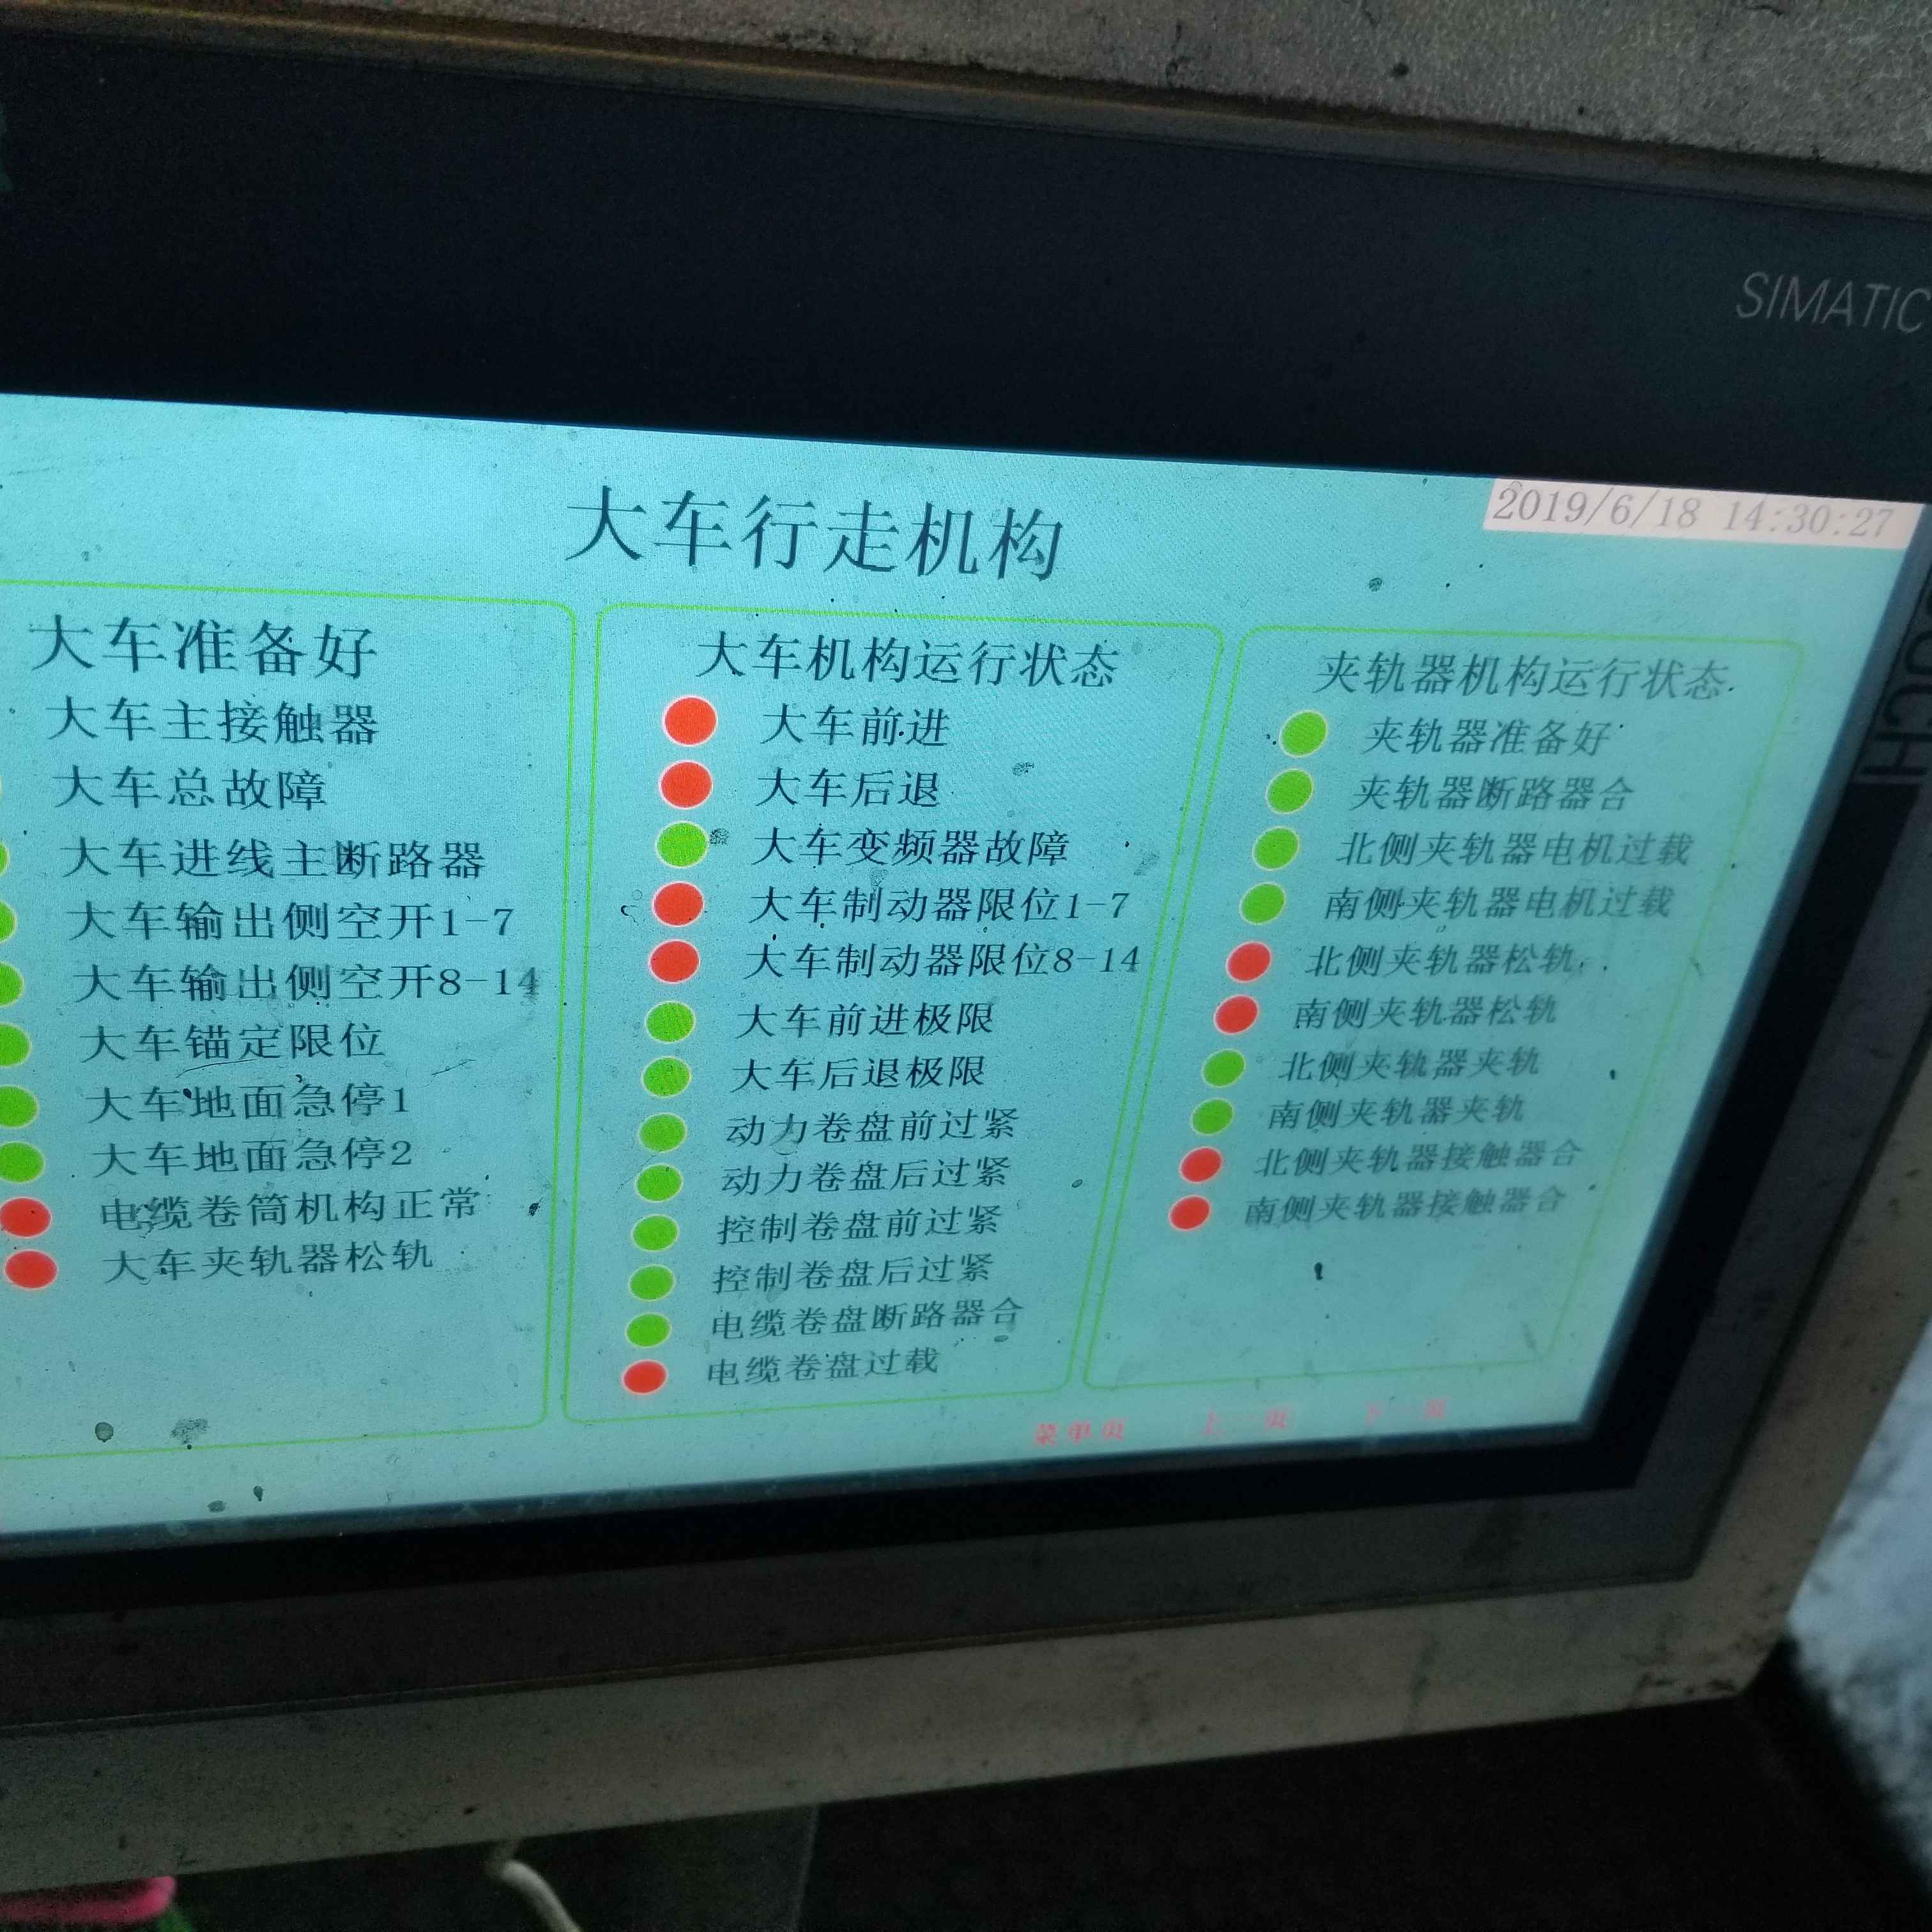 SIMATIC
2019/6/18 14:30:27
大车行走机构
大车准备好
大车主接触器
大车总故障
大车进线主断路器
大车输出侧空开1-7
大车输出侧空开8-14
大车锚定限位
大车地面急停1
大车地面急停2
电缆卷筒机构正常
大车夹轨器松轨
大车机构运行状态
大车前进
大车后退
大车变频器故障
大车制动器限位1-7
大车制动器限位8-14
大车前进极限
大车后退极限
动力卷盘前过紧
动力卷盘后过紧
控制卷盘前过紧
控制卷盘后过紧
电缆卷盘断路器合
电缆卷盘过载
夹轨器机构运行状态
夹轨器准备好
夹轨器断路器合
北侧夹轨器电机过载
南侧夹轨器电机过载
北侧夹轨器松轨
南侧夹轨器松轨
北侧夹轨器夹轨
南侧夹轨器夹轨
北侧夹轨器接触器合
南侧夹轨器接触器合
菜单页 上一页 下一页